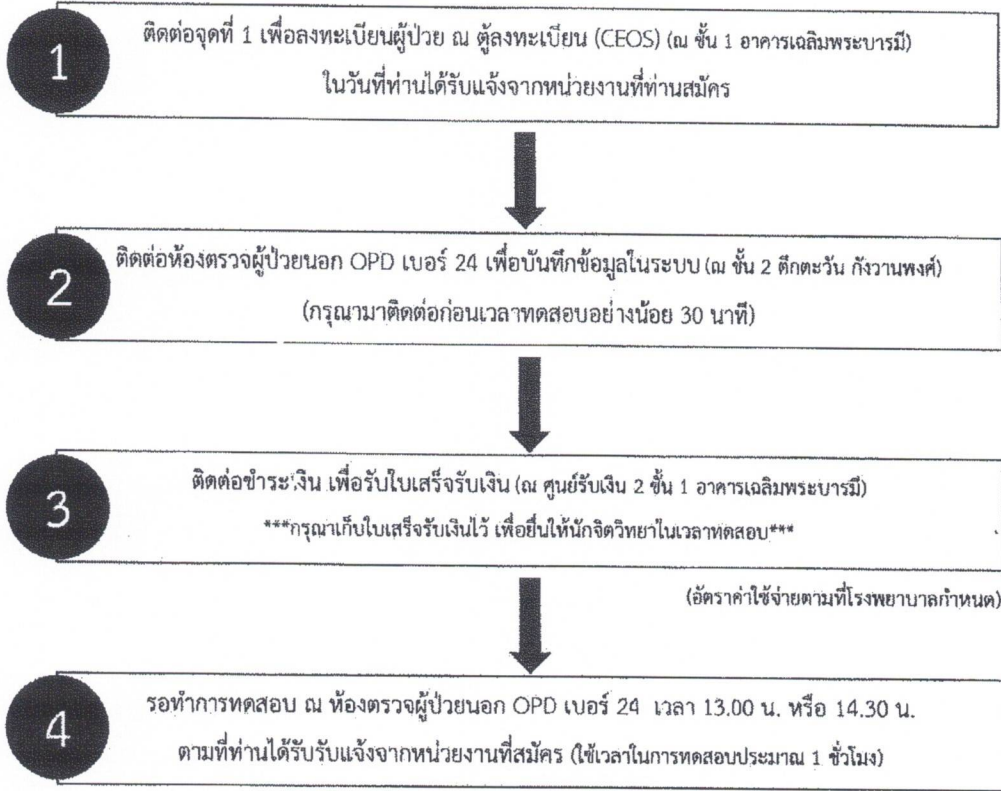 1
ติดต่อจุดที่ 1 เพื่อลงทะเบียนผู้ป่วย ณ ตู้ลงทะเบียน (CEOS) (ณ ชั้น 1 อาคารเฉลิมพระบารมี)
ในวันที่ท่านได้รับแจ้งจากหน่วยงานที่ท่านสมัคร
2
ติดต่อห้องตรวจผู้ป่วยนอก OPD เบอร์ 24 เพื่อบันทึกข้อมูลในระบบ (ณ ชั้น 2 ตึกตะวัน กังวานพงศ์)
(กรุณามาติดต่อก่อนเวลาทดสอบอย่างน้อย 30 นาที)
3
ติดต่อชำระเงิน เพื่อรับใบเสร็จรับเงิน (ณ ศูนย์รับเงิน 2 ชั้น 1 อาคารเฉลิมพระบารมี)
***กรุณาเก็บใบเสร็จรับเงินไว้ เพื่อยื่นให้นักจิตวิทยาในเวลาทดสอบ***
(อัตราค่าใช้จ่ายตามที่โรงพยาบาลกำหนด)
4
รอทำการทดสอบ ณ ห้องตรวจผู้ป่วยนอก OPD เบอร์ 24 เวลา 13.00 น. หรือ 14.30 น.
ตามที่ท่านได้รับรับแจ้งจากหน่วยงานที่สมัคร (ใช้เวลาในการทดสอบประมาณ 1 ชั่วโมง)